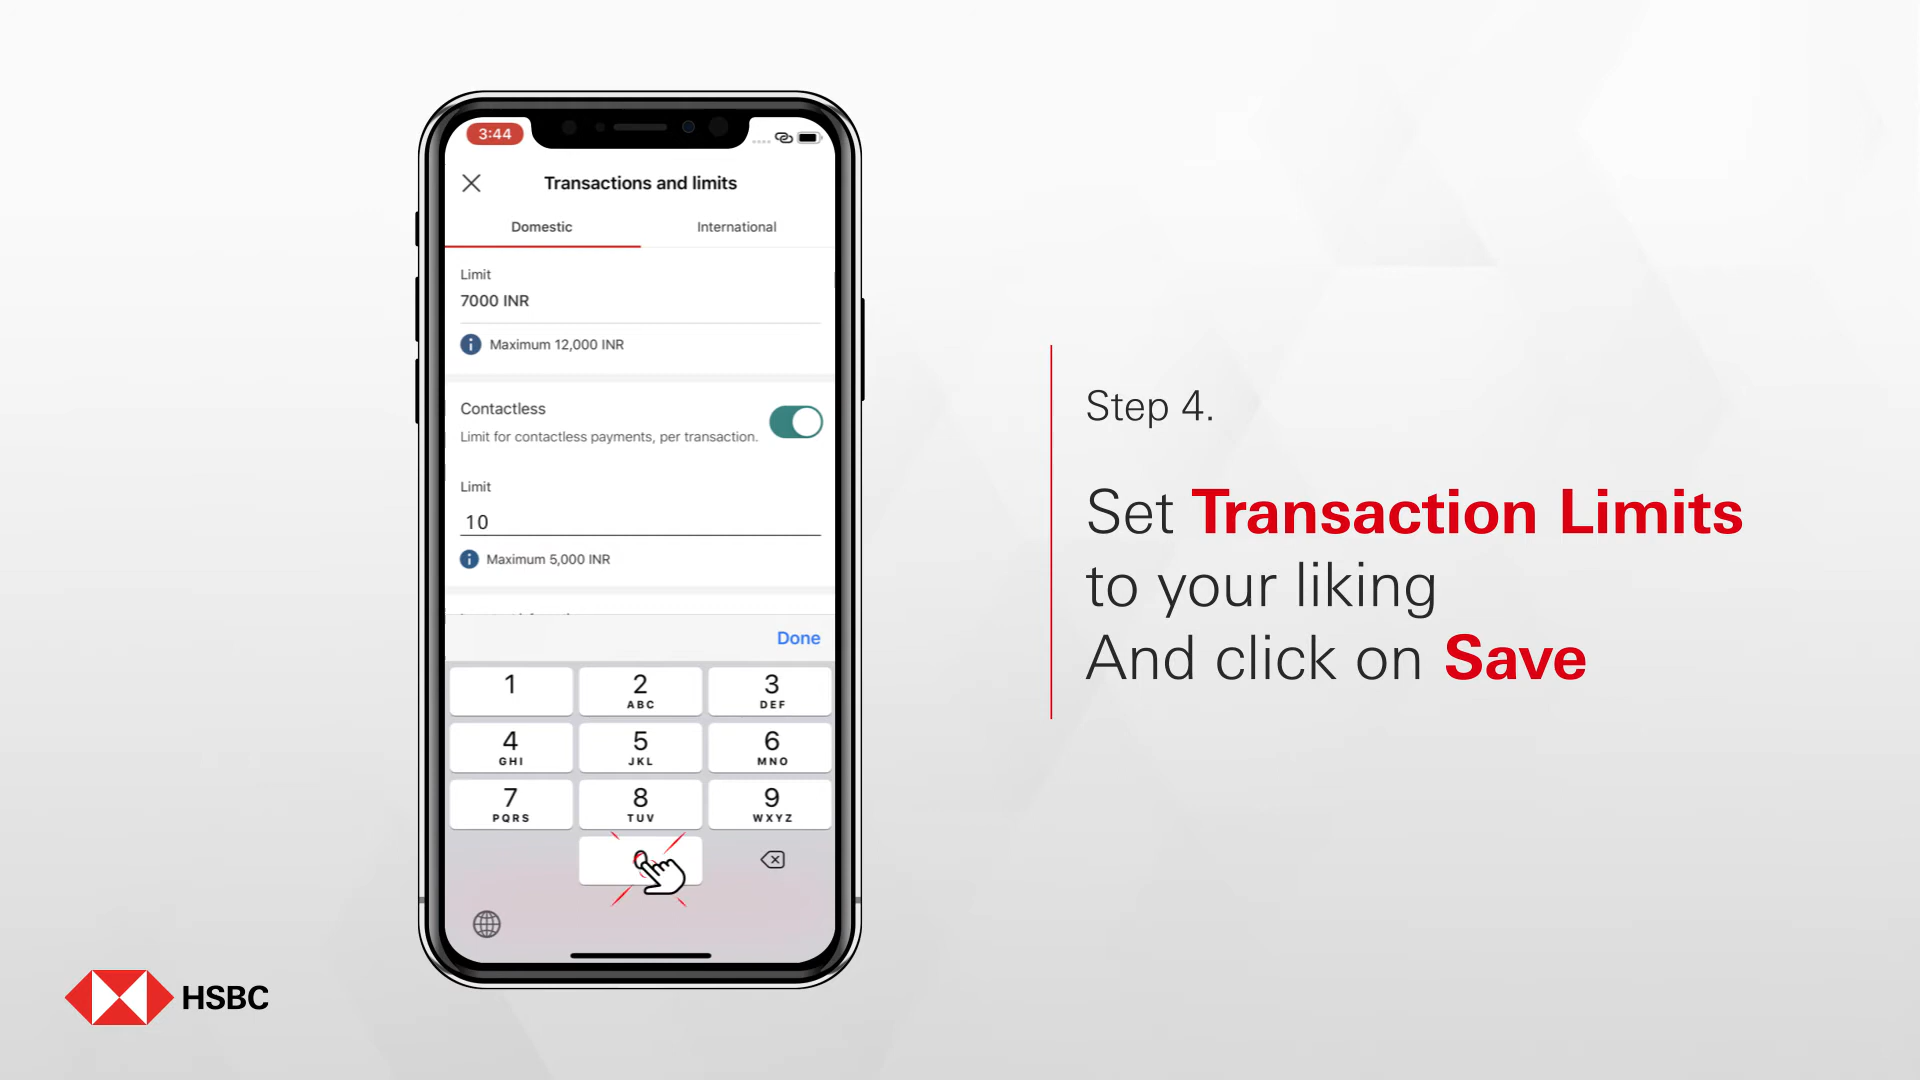 3:44
Transactions and limits
Domestic International
Limit
7000 INR
Maximum 12,000 INR
Contactless
Limit for contactless payments, per transaction.
Limit
10
Maximum 5,000 INR
Done
1 2 3
ABC DEF
4 5 6
GHI JKL MNO
7 8 9
PQRS TUV WXYZ
Step 4.
Set Transaction Limits
to your liking
And click on Save
HSBC